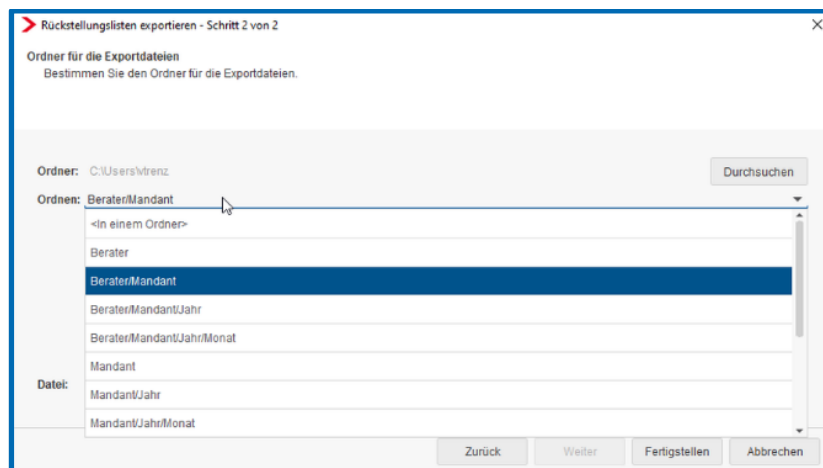 Rückstellungslisten exportieren - Schritt 2 von 2
Ordner für die Exportdateien
Bestimmen Sie den Ordner für die Exportdateien.
Ordner: C:\Users\vtrenz Durchsuchen
Ordnen: Berater/Mandant
<In einem Ordner>
Berater
Berater/Mandant
Berater/Mandant/Jahr
Berater/Mandant/Jahr/Monat
Mandant
Datei:
Mandant/Jahr
Mandant/Jahr/Monat
Zurück Weiter Fertigstellen Abbrechen